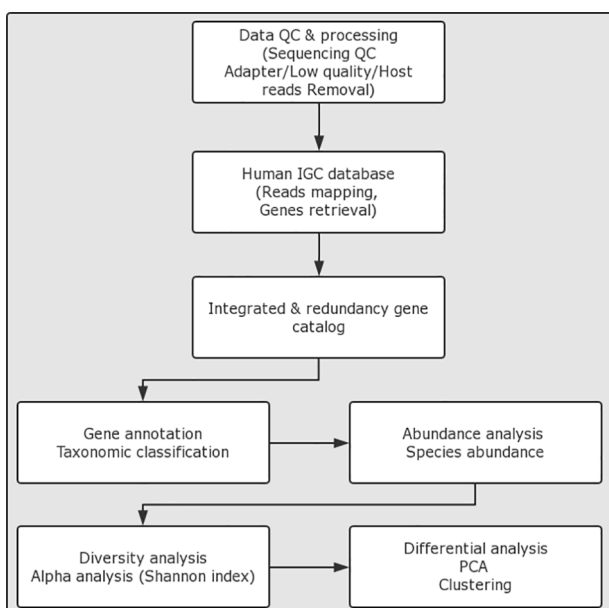 Data QC & processing
(Sequencing QC
Adapter/Low quality/Host
reads Removal)
Human IGC database
(Reads mapping,
Genes retrieval)
Integrated & redundancy gene
catalog
Gene annotation
Taxonomic classification
Abundance analysis
Species abundance
Diversity analysis
Alpha analysis (Shannon index)
Differential analysis
PCA
Clustering